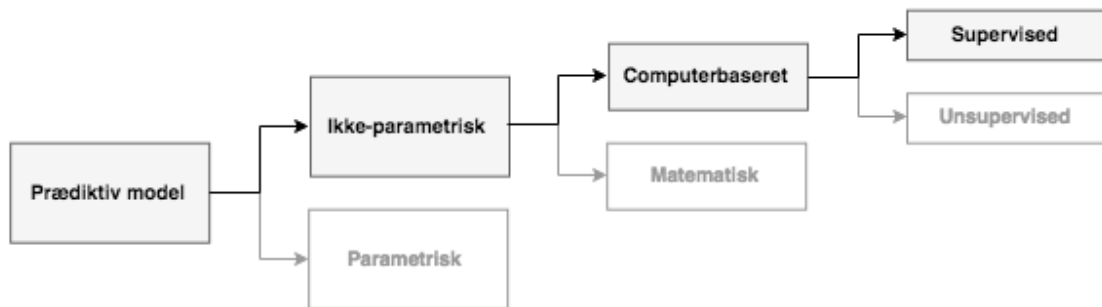 Supervised
Computerbaseret
Unsupervised
Ikke-parametrisk
Matematisk
Prædiktiv model
Parametrisk